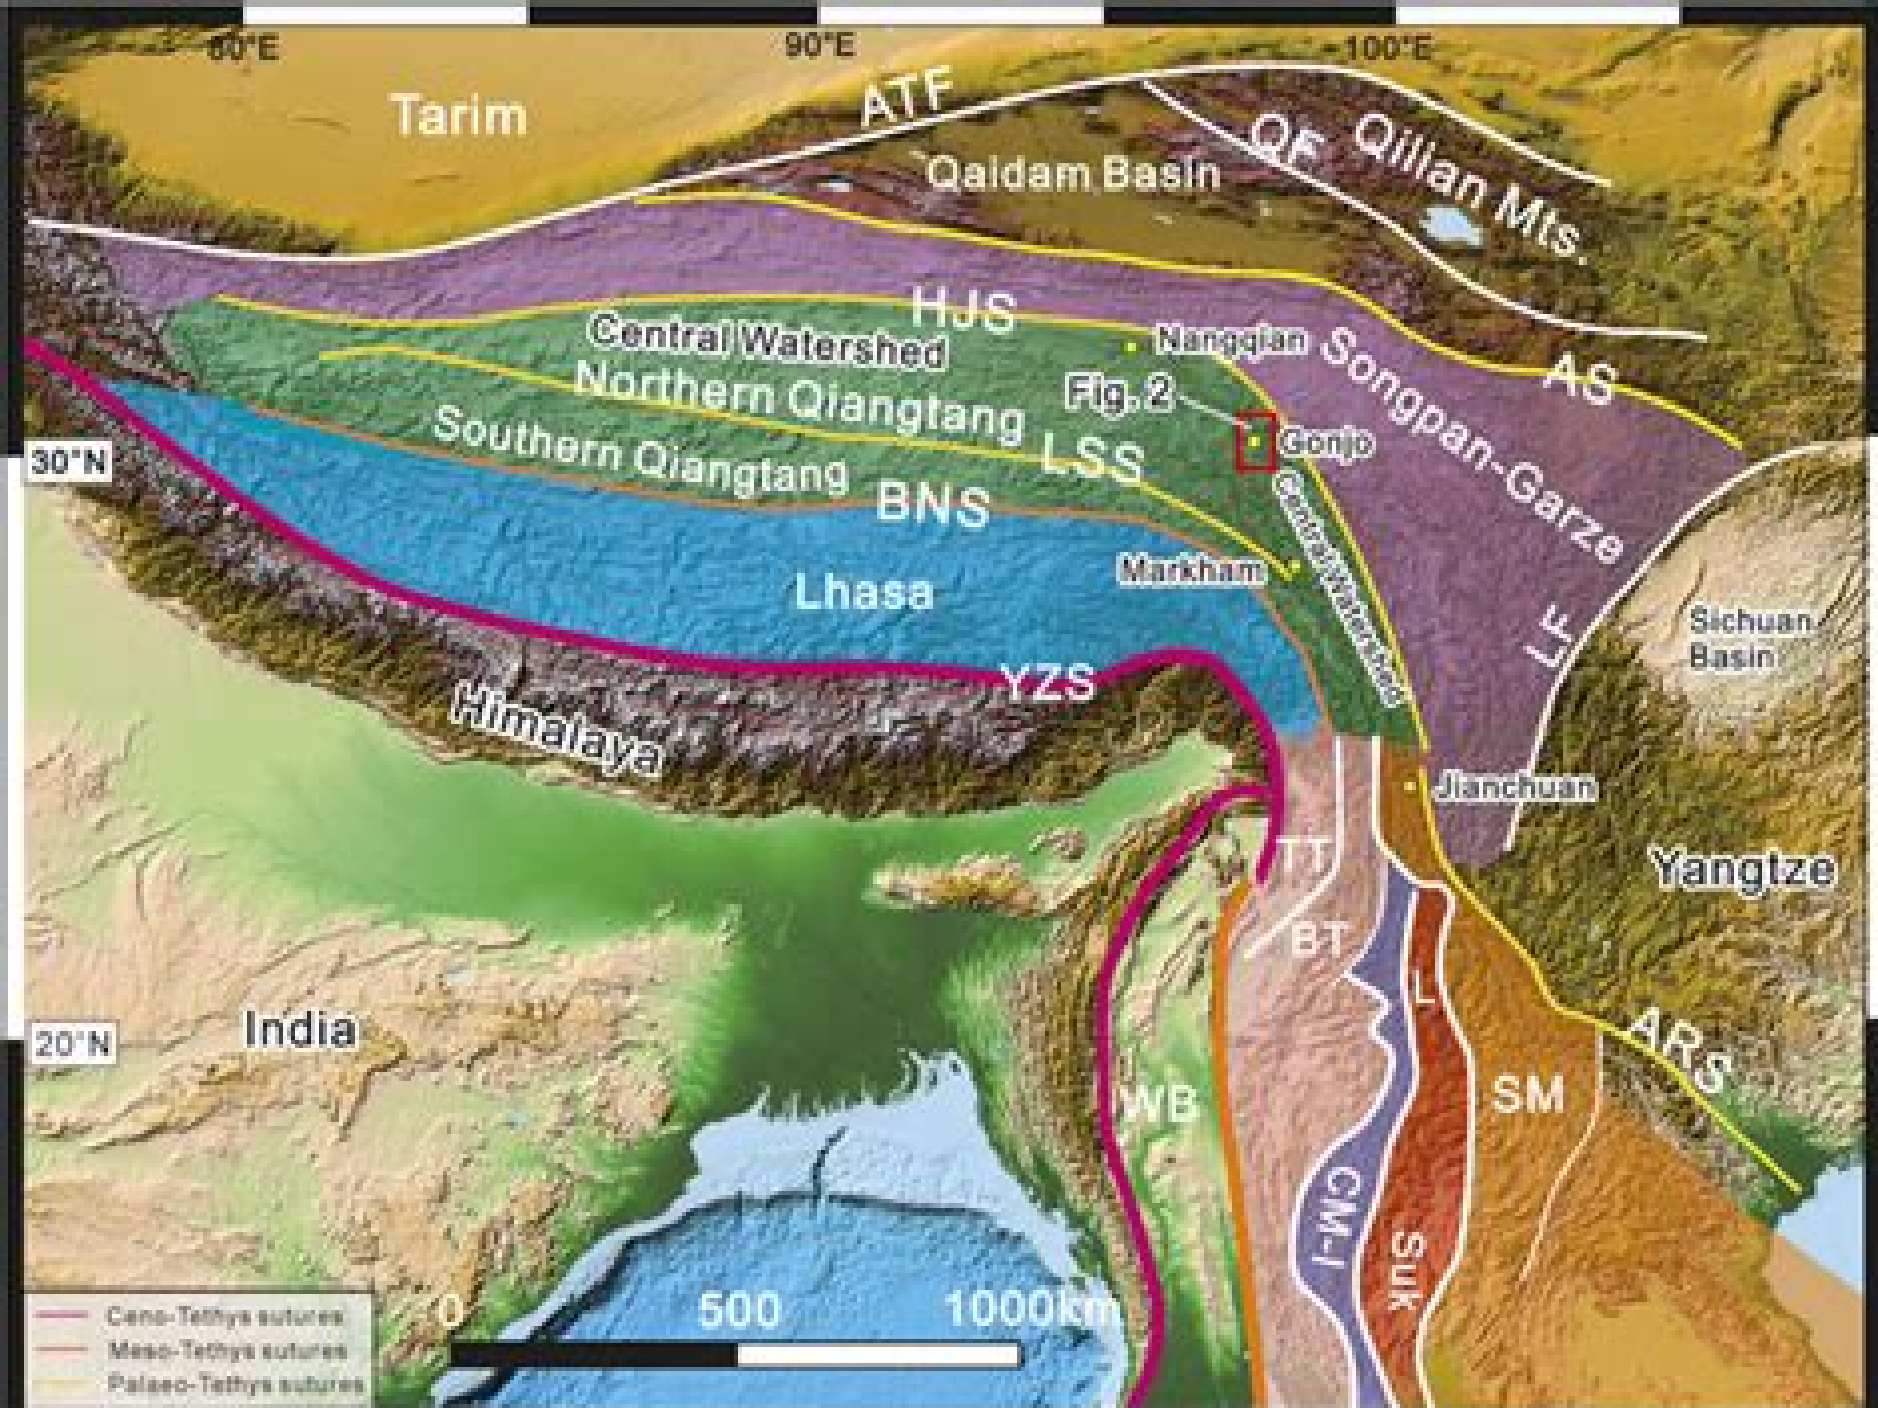 80°E
90°E
100°E
Tarim
ATF
QF
Qilian Mts.
Qaidam Basin
HJS
Central Watershed
Nangqian
Songpan-Garze
AS
Northern Qiangtang
Fig. 2
Southern Qiangtang
LSS
Gonjo
30°N
BNS
Central Watershed
Markham
Lhasa
LF
Sichuan
Basin
YZS
Himalaya
Jianchuan
TT
Yangtze
BT
L
India
20°N
ARS
WB
SM
CM-I
Suk
Ceno-Tethys sutures
Meso-Tethys sutures
Palaeo-Tethys sutures
0
500
1000km